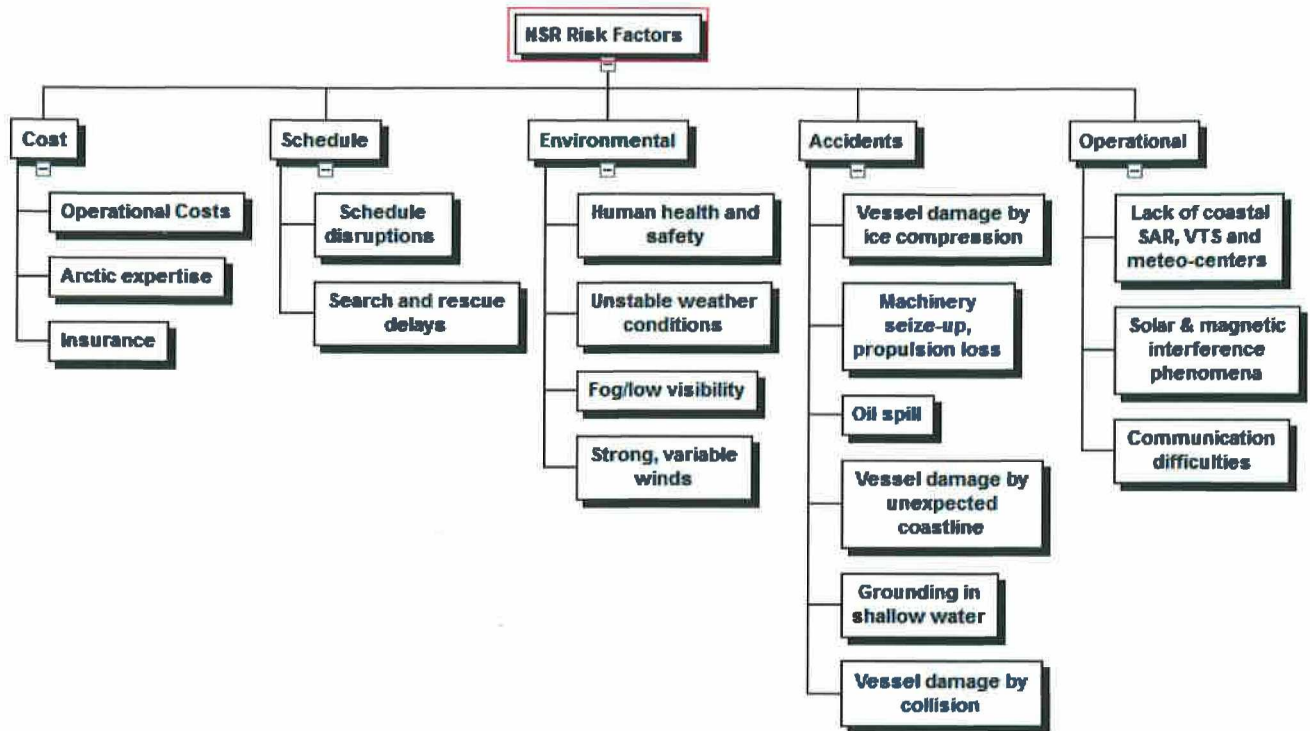 NSR Risk Factors
Cost
Operational Costs
Arctic expertise
Insurance
Schedule
Schedule
disruptions
Search and rescue
delays
Environmental
Human health and
safety
Unstable weather
conditions
Fog/low visibility
Strong, variable
winds
Accidents
Vessel damage by
ice compression
Machinery
seize-up,
propulsion loss
Oil spill
Vessel damage by
unexpected
coastline
Grounding in
shallow water
Vessel damage by
collision
Operational
Lack of coastal
SAR, VTS and
meteo-centers
Solar & magnetic
interference
phenomena
Communication
difficulties